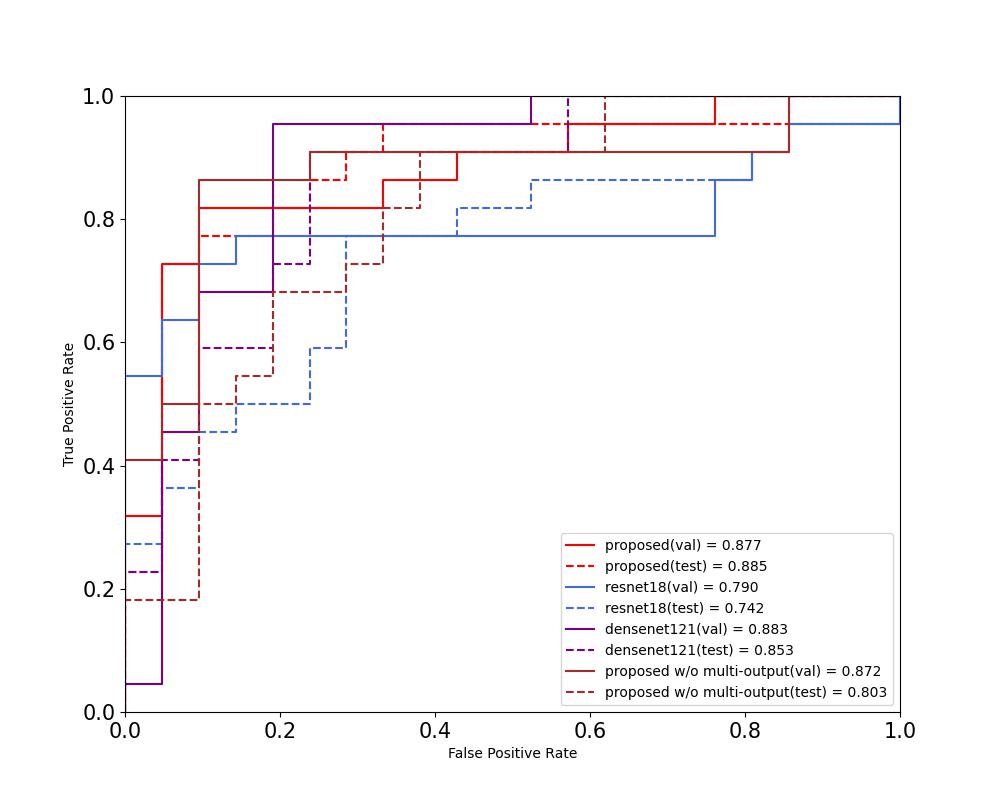 1.0
0.8
0.6
0.4
0.2
0.0
True Positive Rate
proposed(val) = 0.877
proposed(test) = 0.885
resnet18(val) = 0.790
resnet18(test) = 0.742
densenet121(val) = 0.883
densenet121(test) = 0.853
proposed w/o multi-output(val) = 0.872
proposed w/o multi-output(test) = 0.803
0.0 0.2 0.4 0.6 0.8 1.0
False Positive Rate